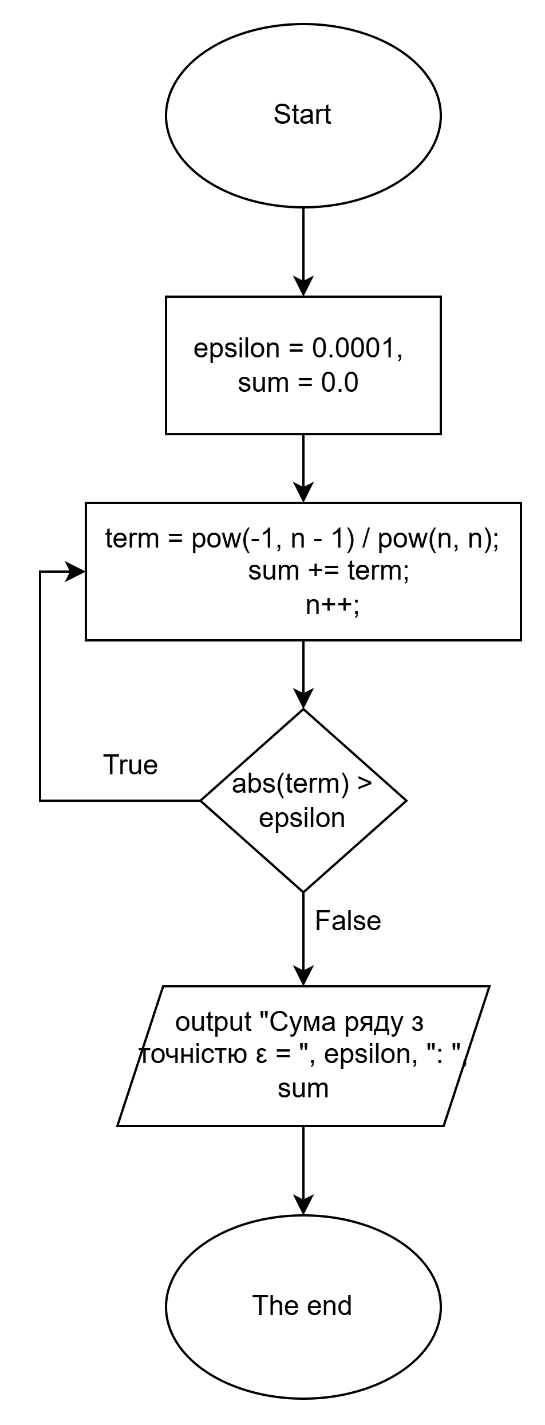 Start
epsilon = 0.0001,
sum = 0.0
term = pow(-1, n - 1) / pow(n, n);
sum += term;
n++;
True
abs(term) >
epsilon
False
output "Сума ряду з
точністю ε = ", epsilon, ": ",
sum
The end